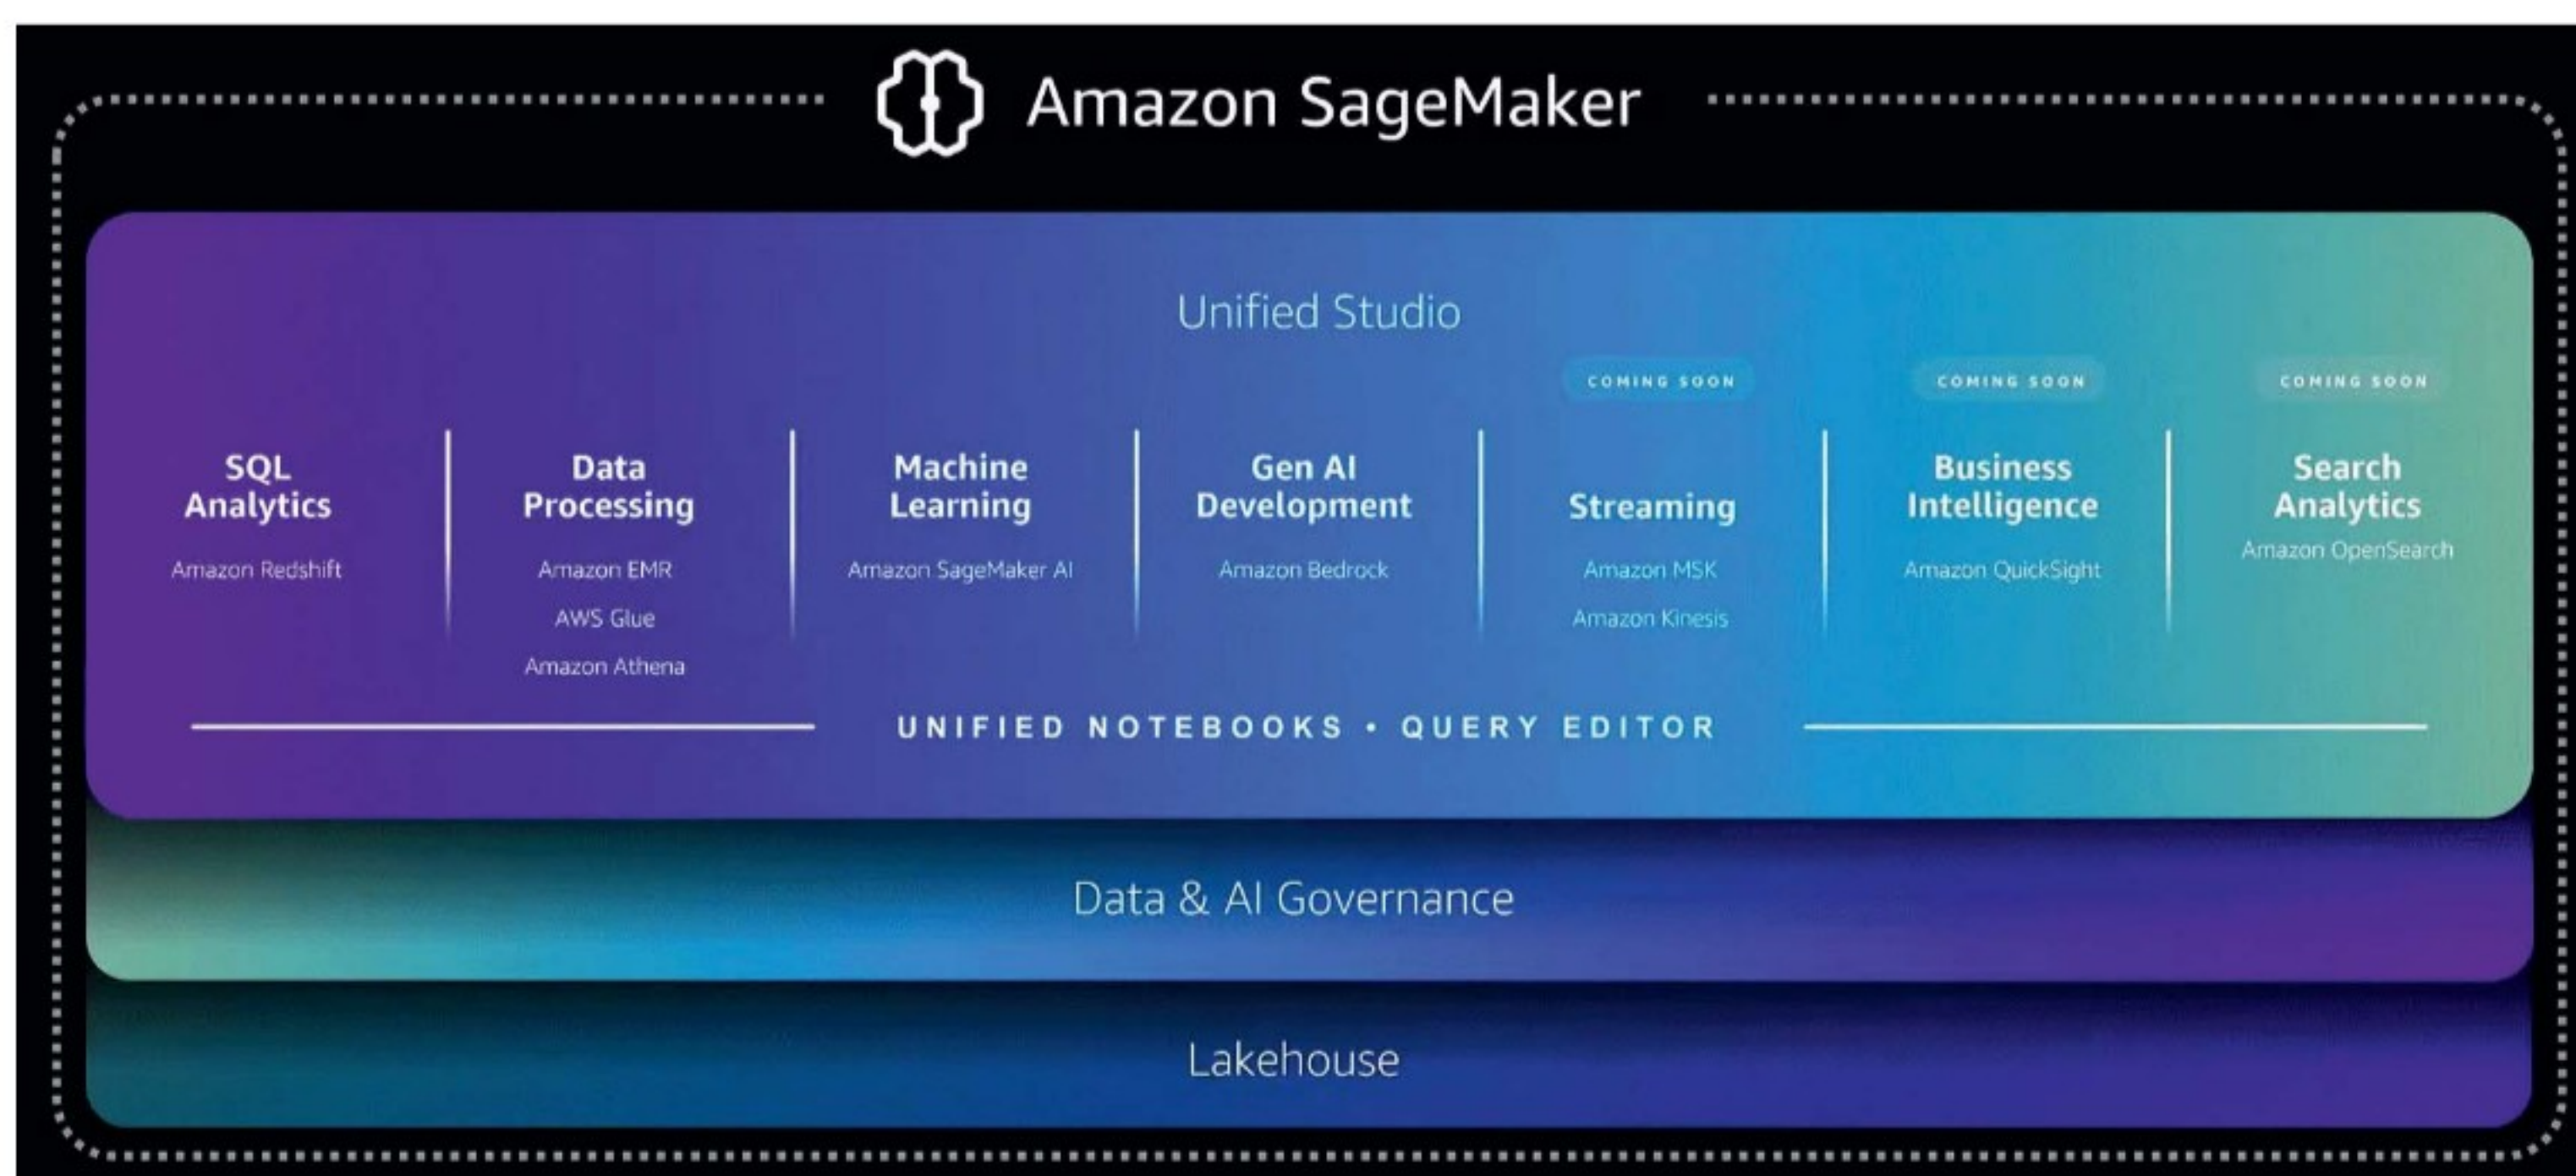 Amazon SageMaker
Unified Studio
COMING SOON
COMING SOON
COMING SOON
SQL
Analytics
Amazon Redshift
Data
Processing
Amazon EMR
AWS Glue
Amazon Athena
Machine
Learning
Amazon SageMaker AI
Gen AI
Development
Amazon Bedrock
Streaming
Amazon MSK
Amazon Kinesis
Business
Intelligence
Amazon QuickSight
Search
Analytics
Amazon OpenSearch
UNIFIED NOTEBOOKS • QUERY EDITOR
Data & AI Governance
Lakehouse